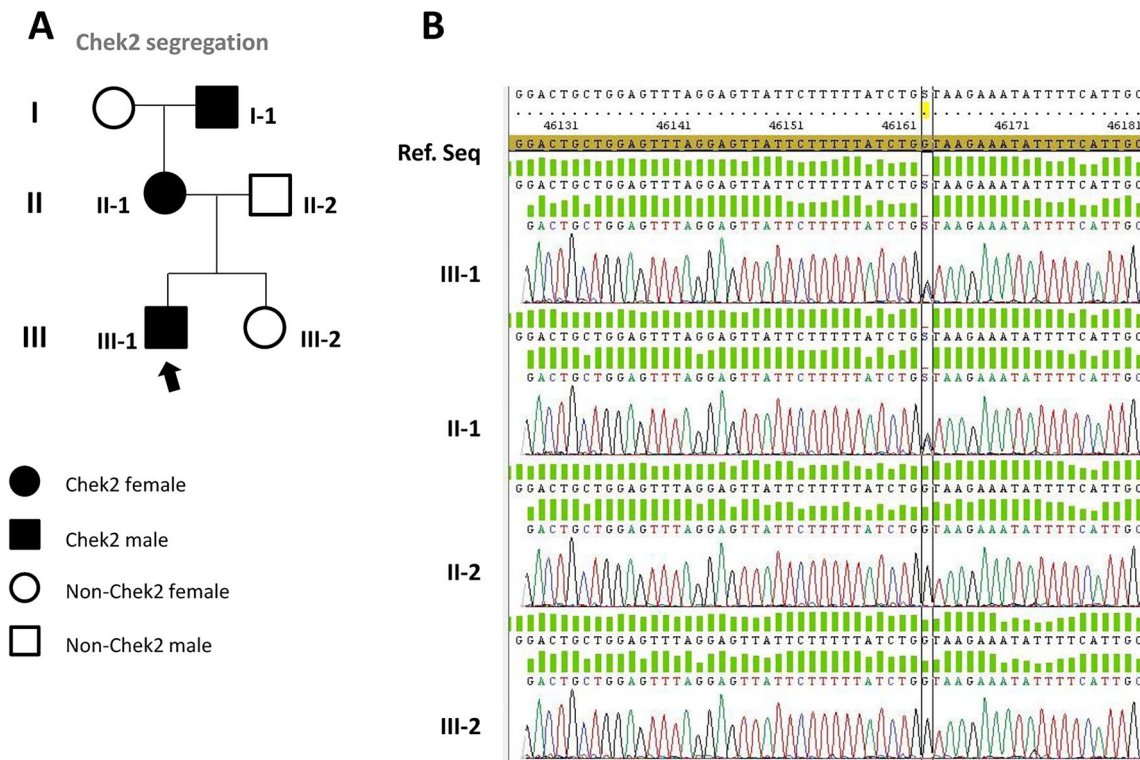 A
Chek2 segregation
I
I-1
II
II-1
II-2
III
III-1
III-2
Chek2 female
Chek2 male
Non-Chek2 female
Non-Chek2 male
B
GGACTGCTGGAGTTTAGGAGTTATTCTTTTTATCTGSTAAGAAATATTTTCATTGC
46131 46141 46151 46161 46171 46181
Ref. Seq
GGACTGCTGGAGTTTAGGAGTTATTCTTTTTATCTGGTAAGAAATATTTTCATTGC
GGACTGCTGGAGTTTAGGAGTTATTCTTTTTATCTGSTAAGAAATATTTTCATTGC
GACTGCTGGAGTTTAGGAGTTATTCTTTTTATCTGSTAAGAAATATTTTCATTGC
III-1
GGACTGCTGGAGTTTAGGAGTTATTCTTTTTATCTGSTAAGAAATATTTTCATTGC
GACTGCTGGAGTTTAGGAGTTATTCTTTTTATCTGSTAAGAAATATTTTCATTGC
II-1
GGACTGCTGGAGTTTAGGAGTTATTCTTTTTATCTGGTAAGAAATATTTTCATTGC
GACTGCTGGAGTTTAGGAGTTATTCTTTTTATCTGGTAAGAAATATTTTCATTGC
II-2
GGACTGCTGGAGTTTAGGAGTTATTCTTTTTATCTGGTAAGAAATATTTTCATTGC
GACTGCTGGAGTTTAGGAGTTATTCTTTTTATCTGGTAAGAAATATTTTCATTGC
III-2